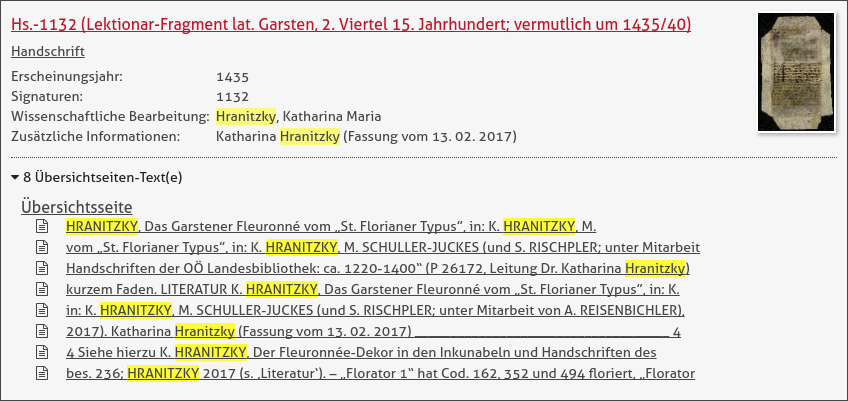 Hs.-1132 (Lektionar-Fragment lat. Garsten, 2. Viertel 15. Jahrhundert; vermutlich um 1435/40)
Handschrift
Erscheinungsjahr: 1435
Signaturen: 1132
Wissenschaftliche Bearbeitung: Hranitzky, Katharina Maria
Zusätzliche Informationen: Katharina Hranitzky (Fassung vom 13. 02. 2017)
8 Übersichtseiten-Text(e)
Übersichtsseite
HRANITZKY, Das Garstener Fleuronné vom „St. Florianer Typus“, in: K. HRANITZKY, M.
vom „St. Florianer Typus“, in: K. HRANITZKY, M. SCHULLER-JUCKES (und S. RISCHPLER; unter Mitarbeit
Handschriften der OÖ Landesbibliothek: ca. 1220-1400“ (P 26172, Leitung Dr. Katharina Hranitzky)
kurzem Faden. LITERATUR K. HRANITZKY, Das Garstener Fleuronné vom „St. Florianer Typus“, in: K.
in: K. HRANITZKY, M. SCHULLER-JUCKES (und S. RISCHPLER; unter Mitarbeit von A. REISENBICHLER),
2017). Katharina Hranitzky (Fassung vom 13. 02. 2017) ____________________________________ 4
4 Siehe hierzu K. HRANITZKY, Der Fleuronnée-Dekor in den Inkunabeln und Handschriften des
bes. 236; HRANITZKY 2017 (s. ‚Literatur‘). – „Florator 1“ hat Cod. 162, 352 und 494 floriert, „Florator